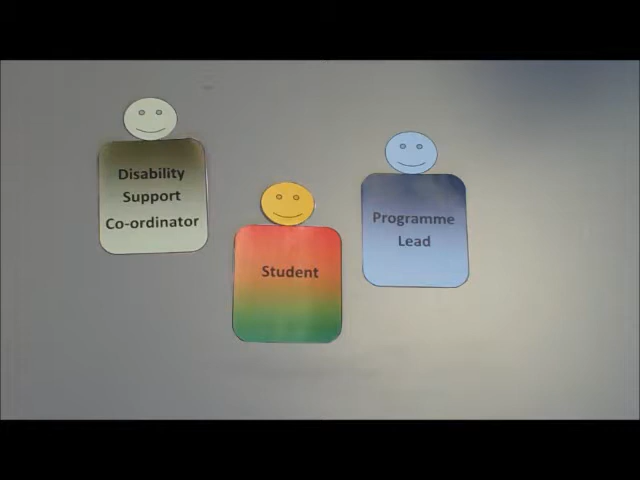 Disability
Support
Co-ordinator
Student
Programme
Lead